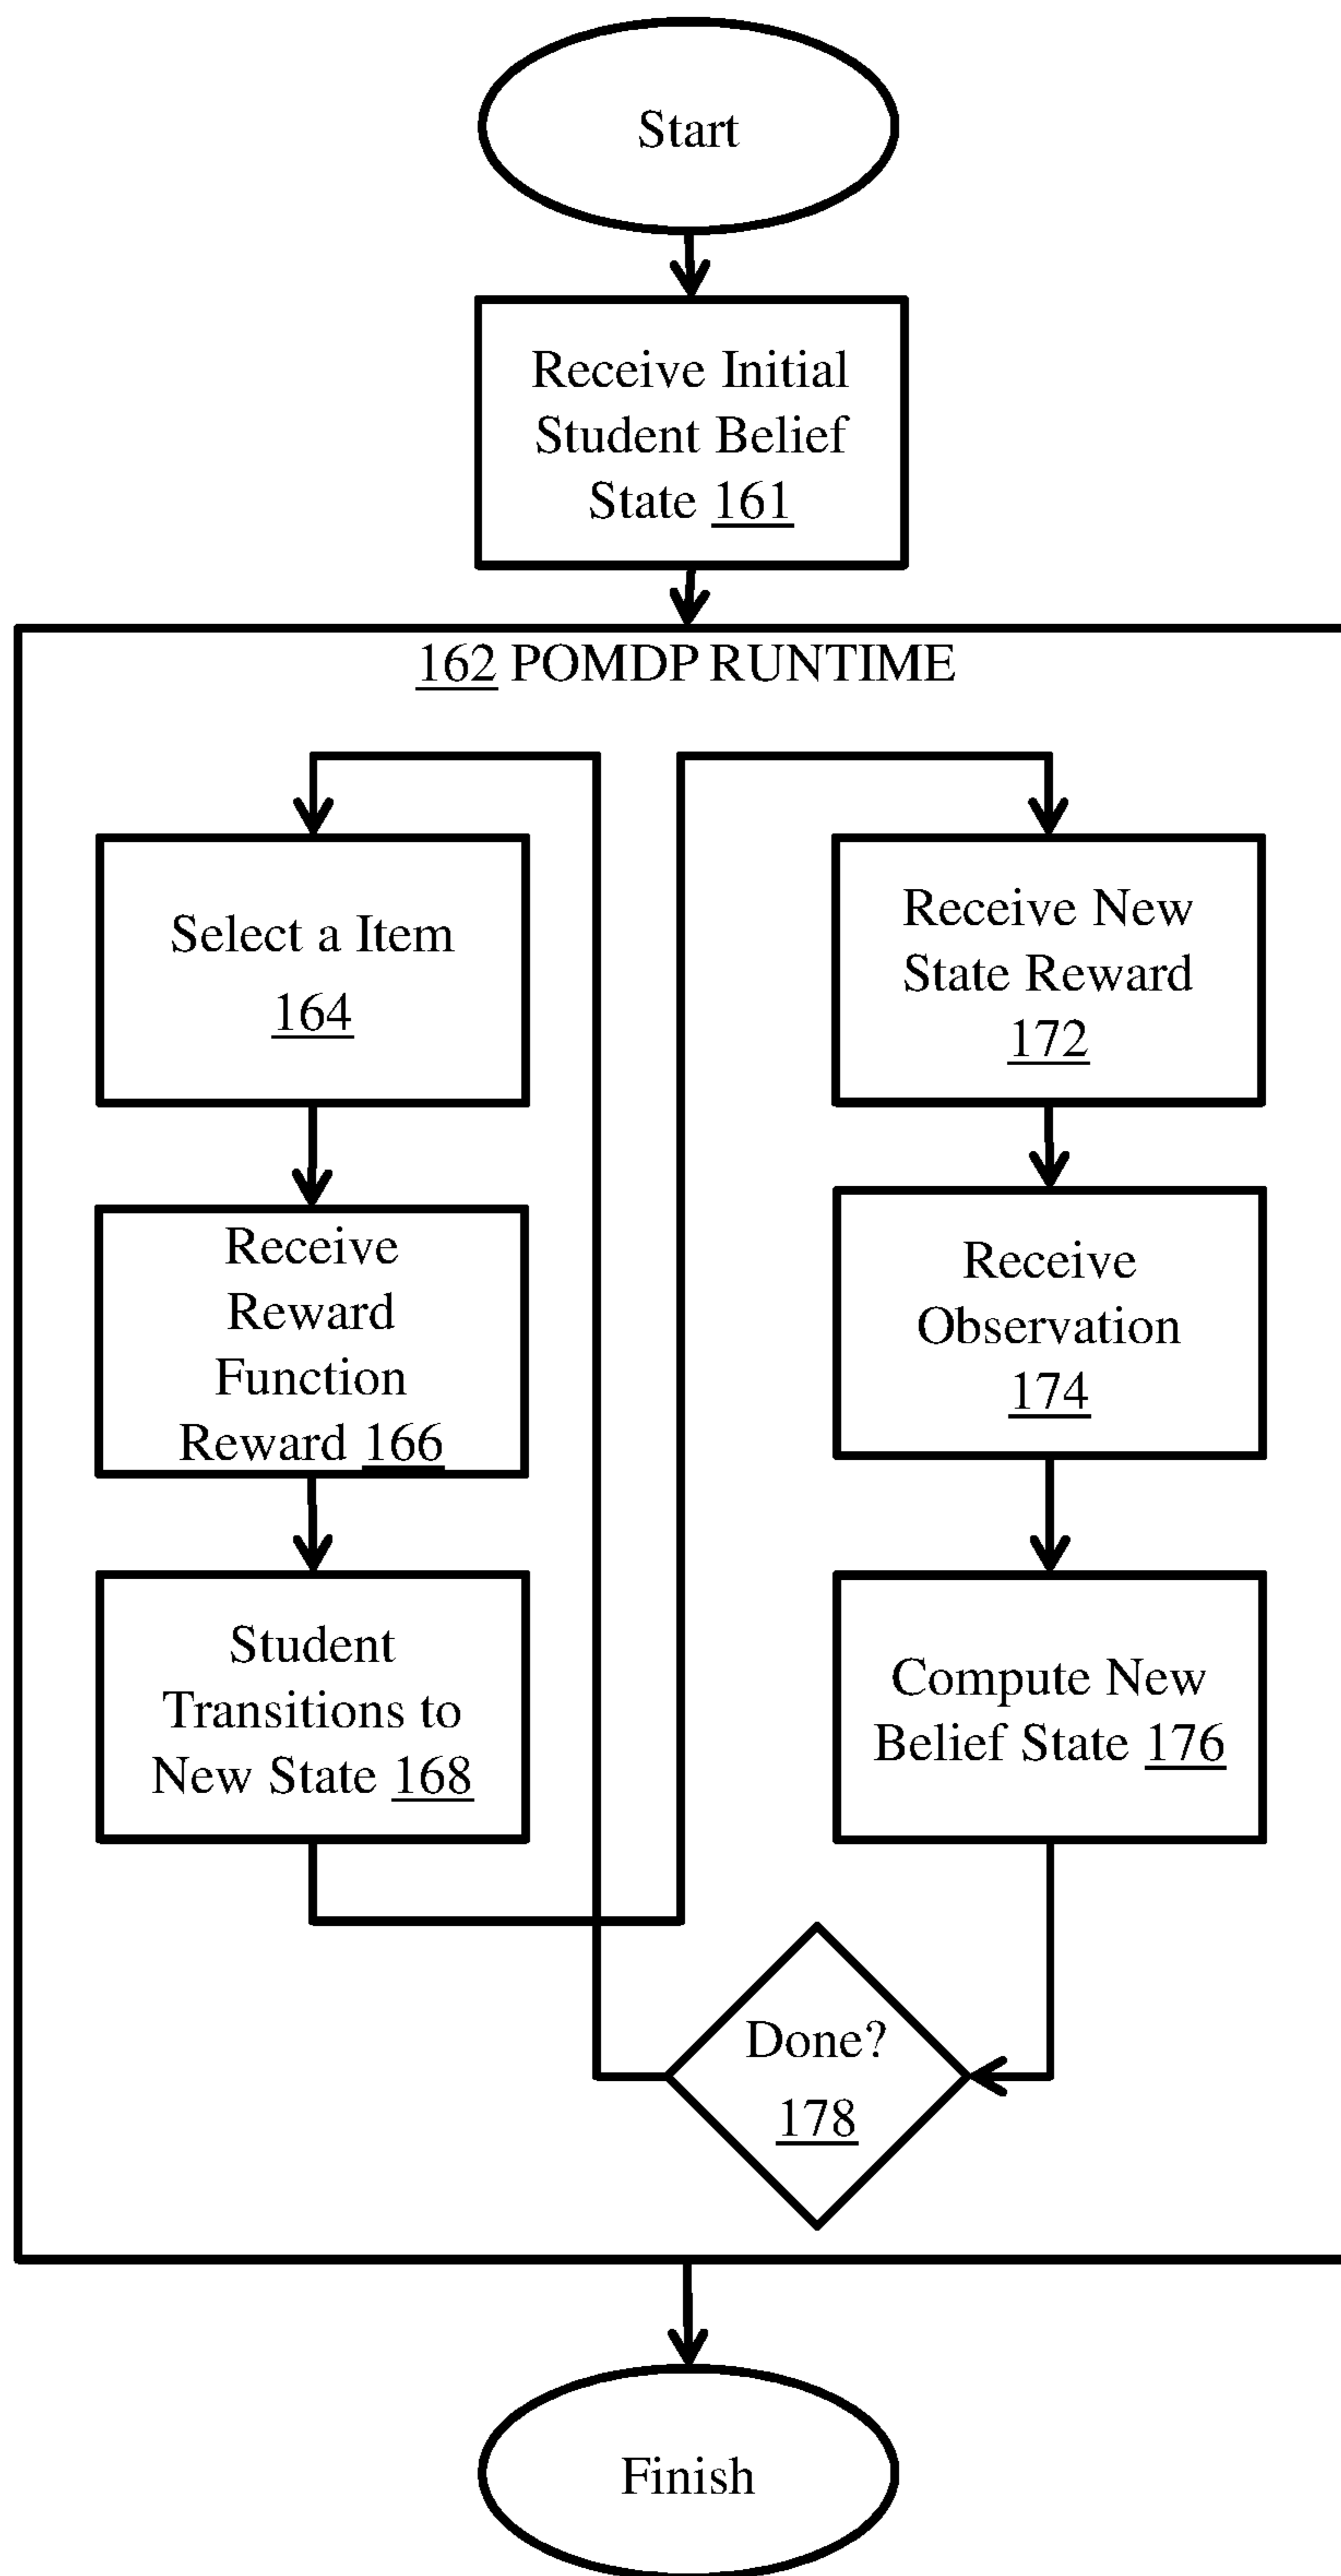 Start
Receive Initial
Student Belief
State 161
162 POMDP RUNTIME
Select a Item
164
Receive
Reward
Function
Reward 166
Student
Transitions to
New State 168
Receive New
State Reward
172
Receive
Observation
174
Compute New
Belief State 176
Done?
178
Finish